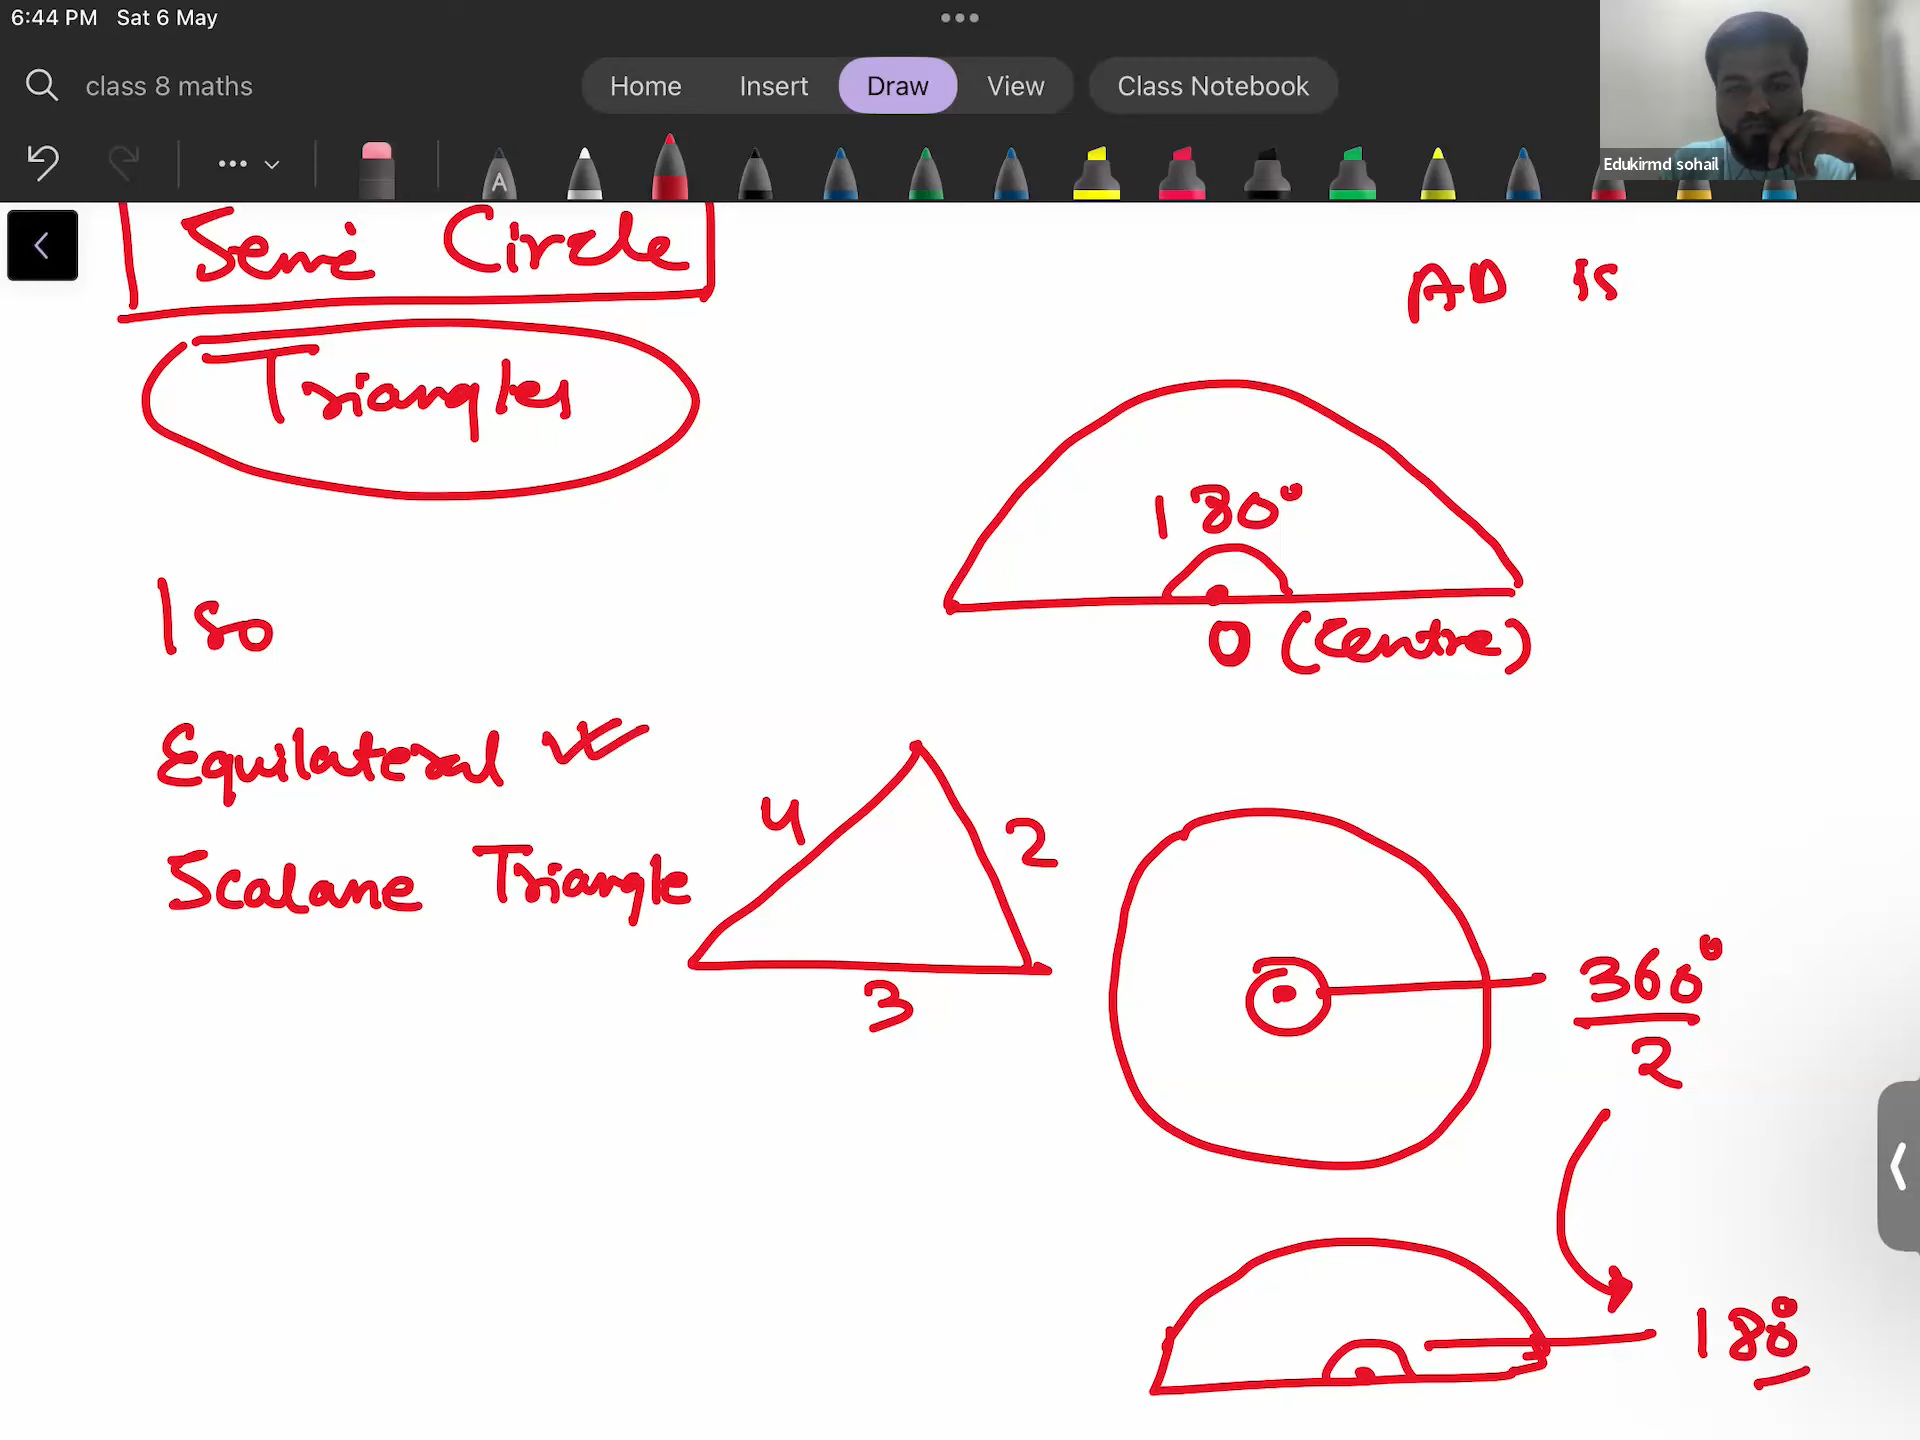 6:44 PM Sat 6 May
class 8 maths
Home Insert Draw View Class Notebook
A
Edukirmd sohail
Semi Circle
AD is
Triangles
180°
O (Centre)
Iso
Equilateral
4
2
Scalane Triangle
3
360°
2
180°